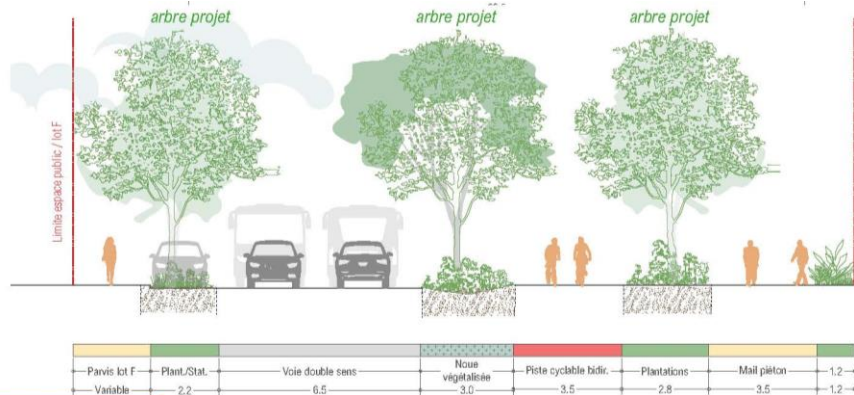 arbre projet arbre projet arbre projet
Limite espace public / lot F
Parvis lot F Plant./Stat. Voie double sens Noue végétalisée Piste cyclable bidir. Plantations Mail piéton 1.2
Variable 2.2 6.5 3.0 3.5 2.8 3.5 1.2